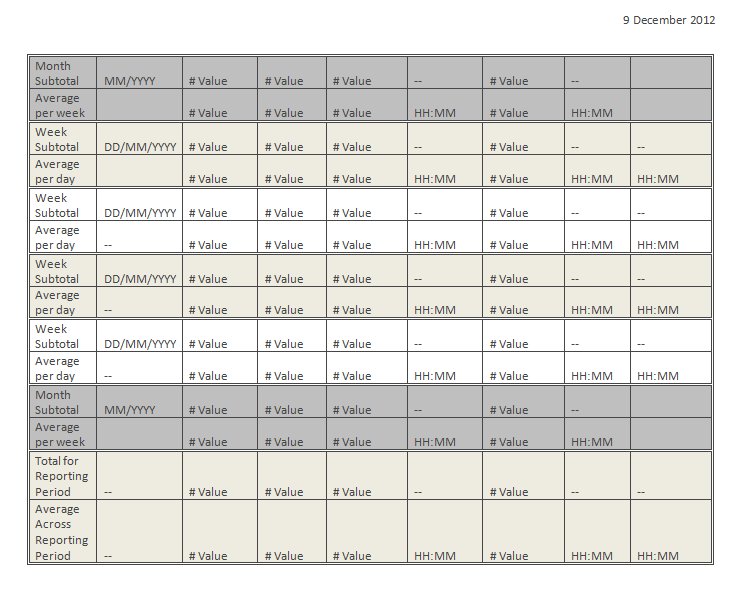 9 December 2012
Month
Subtotal MM/YYYY # Value # Value # Value -- # Value --
Average
per week # Value # Value # Value HH:MM # Value HH:MM
Week
Subtotal DD/MM/YYYY # Value # Value # Value -- # Value -- --
Average
per day # Value # Value # Value HH:MM # Value HH:MM HH:MM
Week
Subtotal DD/MM/YYYY # Value # Value # Value -- # Value -- --
Average
per day -- # Value # Value # Value HH:MM # Value HH:MM HH:MM
Week
Subtotal DD/MM/YYYY # Value # Value # Value -- # Value -- --
Average
per day -- # Value # Value # Value HH:MM # Value HH:MM HH:MM
Week
Subtotal DD/MM/YYYY # Value # Value # Value -- # Value -- --
Average
per day -- # Value # Value # Value HH:MM # Value HH:MM HH:MM
Month
Subtotal MM/YYYY # Value # Value # Value -- # Value --
Average
per week # Value # Value # Value HH:MM # Value HH:MM
Total for
Reporting
Period -- # Value # Value # Value -- # Value -- --
Average
Across
Reporting
Period -- # Value # Value # Value HH:MM # Value HH:MM HH:MM